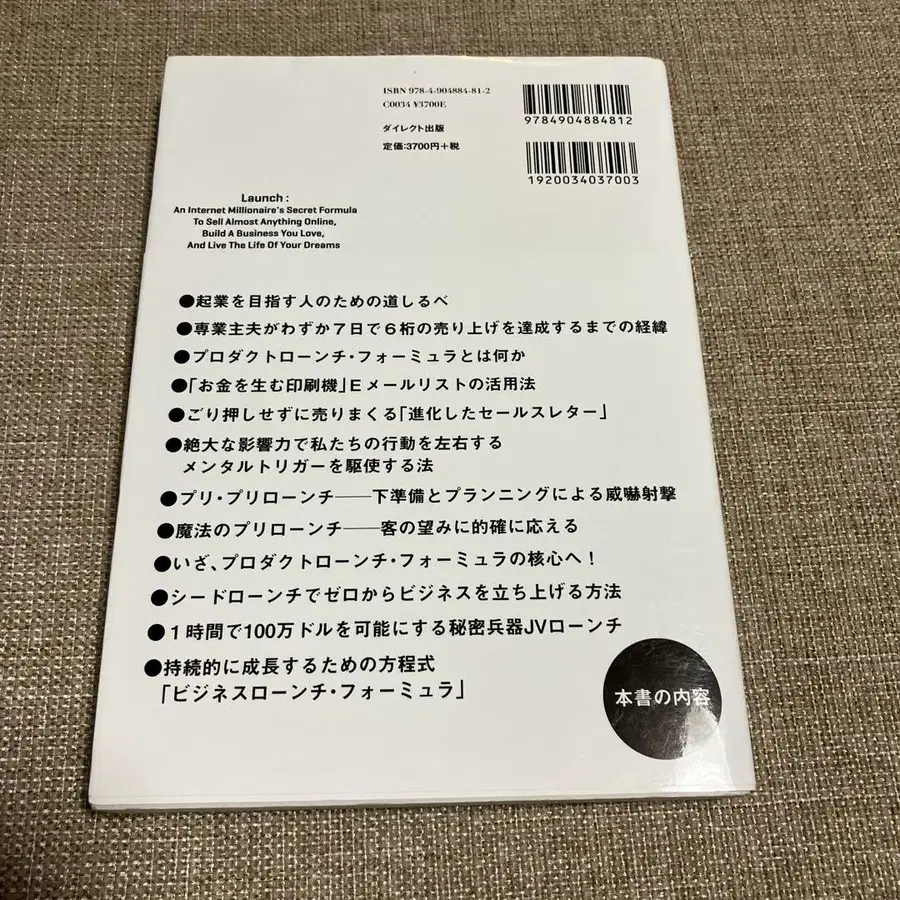 ISBN 978-4-904884-81-2
C0034 ¥3700E
ダイレクト出版
定価:3700円+税
9784904884812
1920034037003
Launch :
An Internet Millionaire's Secret Formula
To Sell Almost Anything Online,
Build A Business You Love,
And Live The Life Of Your Dreams
●起業を目指す人のための道しるべ
●専業主夫がわずか7日で6桁の売り上げを達成するまでの経緯
●プロダクトローンチ・フォーミュラとは何か
●「お金を生む印刷機」Eメールリストの活用法
●ごり押しせずに売りまくる「進化したセールスレター」
●絶大な影響力で私たちの行動を左右する
メンタルトリガーを駆使する法
●プリ・プリローンチ──下準備とプランニングによる威嚇射撃
●魔法のプリローンチ──客の望みに的確に応える
●いざ、プロダクトローンチ・フォーミュラの核心へ！
●シードローンチでゼロからビジネスを立ち上げる方法
●1時間で100万ドルを可能にする秘密兵器JVローンチ
●持続的に成長するための方程式
「ビジネスローンチ・フォーミュラ」
本書の内容